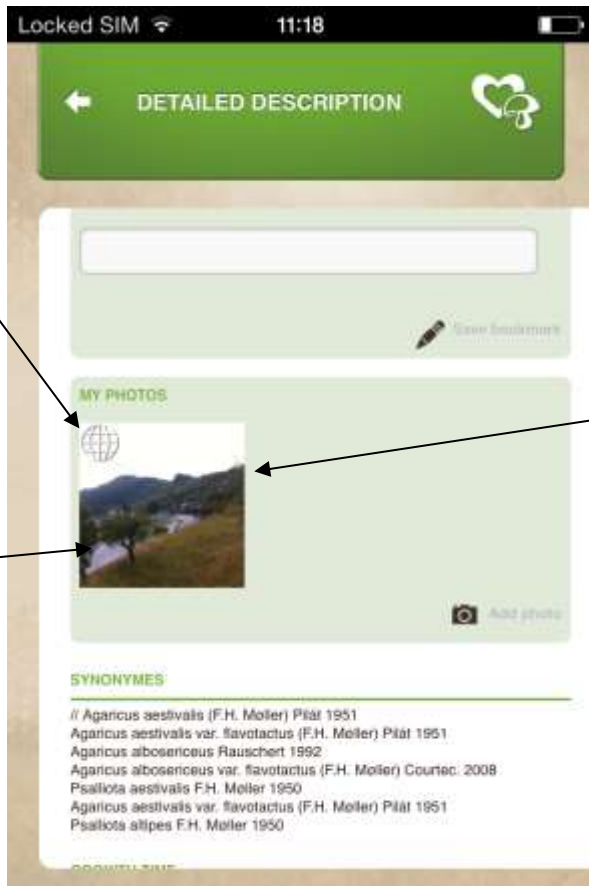 Locked SIM 11:18
DETAILED DESCRIPTION
Save bookmark
MY PHOTOS
Add photo
SYNONYMES
// Agaricus aestivalis (F.H. Møller) Pilát 1951
Agaricus aestivalis var. flavotactus (F.H. Møller) Pilát 1951
Agaricus albosericeus Rauschert 1992
Agaricus albosericeus var. flavotactus (F.H. Møller) Courtec. 2008
Psalliota aestivalis F.H. Møller 1950
Agaricus aestivalis var. flavotactus (F.H. Møller) Pilát 1951
Psalliota altipes F.H. Møller 1950
GROWTH TIME